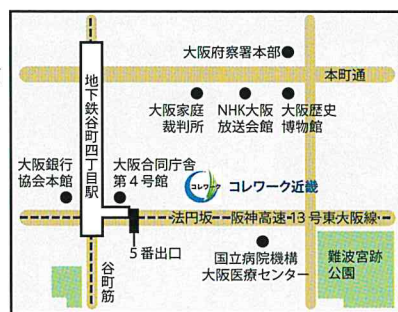 大阪府察署本部
本町通
地下鉄谷町四丁目駅
大阪家庭
裁判所
NHK大阪
放送会館
大阪歴史
博物館
大阪銀行
協会本館
大阪合同庁舎
第4号館
コレワーク
コレワーク近畿
法円坂
阪神高速13号東大阪線
5番出口
谷町筋
国立病院機構
大阪医療センター
難波宮跡
公園